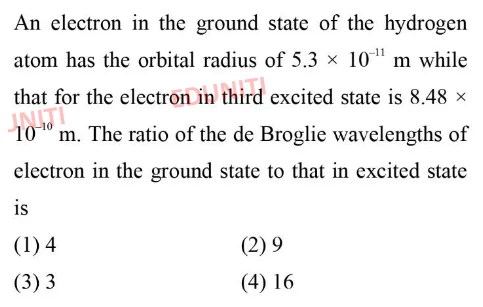 An electron in the ground state of the hydrogen
atom has the orbital radius of 5.3 × 10⁻¹¹ m while
that for the electron in third excited state is 8.48 ×
10⁻¹⁰ m. The ratio of the de Broglie wavelengths of
electron in the ground state to that in excited state
is
(1) 4 (2) 9
(3) 3 (4) 16
EDUNITI
JNITI